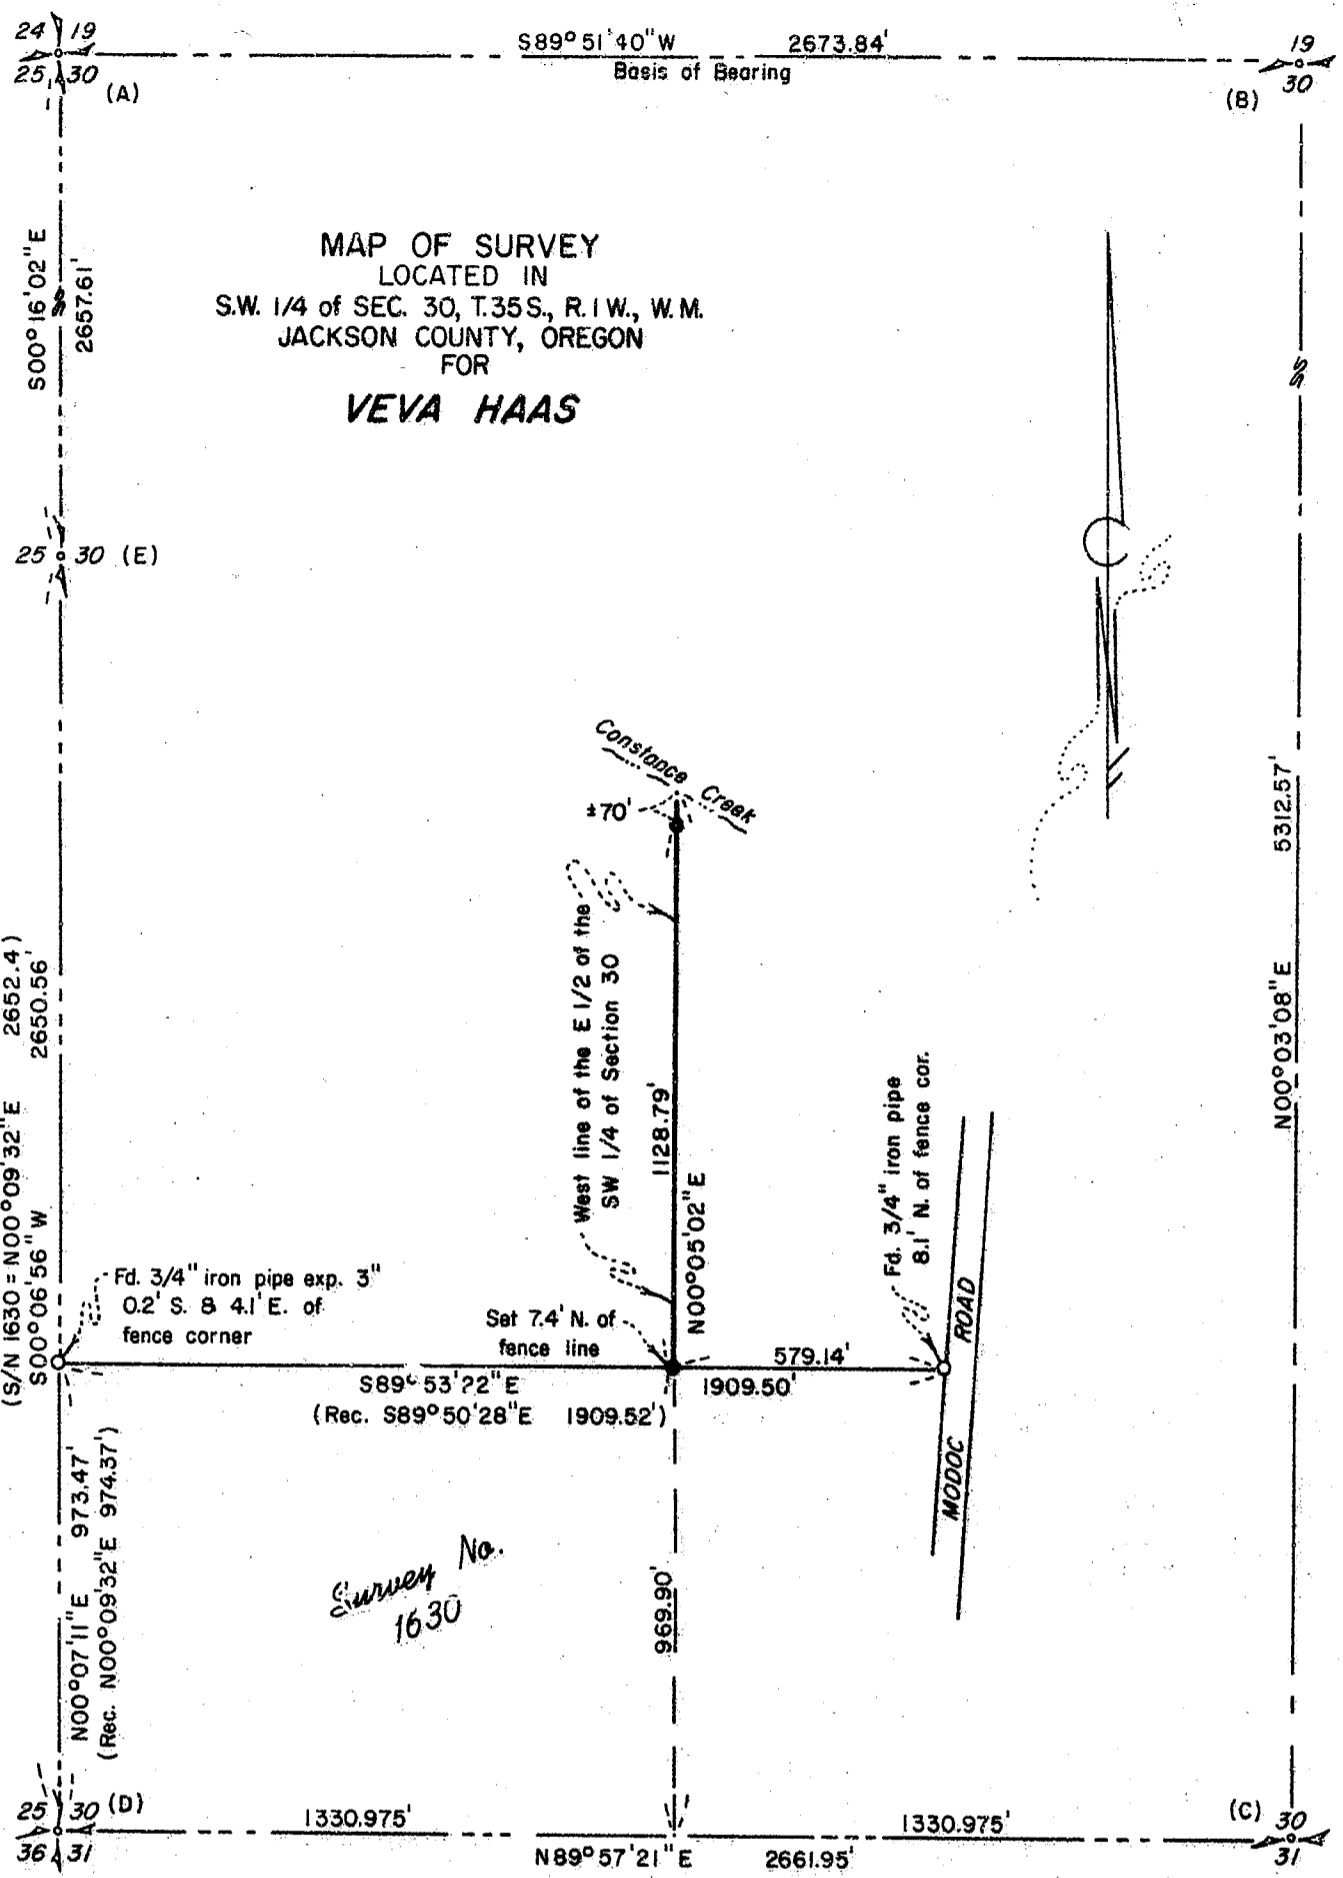 24 19
S89°51'40"W 2673.84'
19
25 30
Basis of Bearing
30
(A)
(B)
MAP OF SURVEY
LOCATED IN
S.W. 1/4 of SEC. 30, T.35S., R.1W., W.M.
JACKSON COUNTY, OREGON
FOR
VEVA HAAS
S00°16'02"E
2657.61'
25 30 (E)
Constance Creek
±70'
West line of the E 1/2 of the
SW 1/4 of Section 30
1128.79'
N00°05'02"E
5312.57'
N00°03'08"E
(S/N 1630 = N00°09'32"E 2652.4)
S00°06'56"W 2650.56'
Fd. 3/4" iron pipe
8.1' N. of fence cor.
Fd. 3/4" iron pipe exp. 3"
0.2' S. & 4.1' E. of
fence corner
Set 7.4' N. of
fence line
MODOC ROAD
579.14'
S89°53'22"E
1909.50'
(Rec. S89°50'28"E 1909.52')
N00°07'11"E 973.47'
(Rec. N00°09'32"E 974.37')
Survey No.
1630
969.90'
25 30 (D)
1330.975'
1330.975'
(C) 30
36 31
N89°57'21"E 2661.95'
31